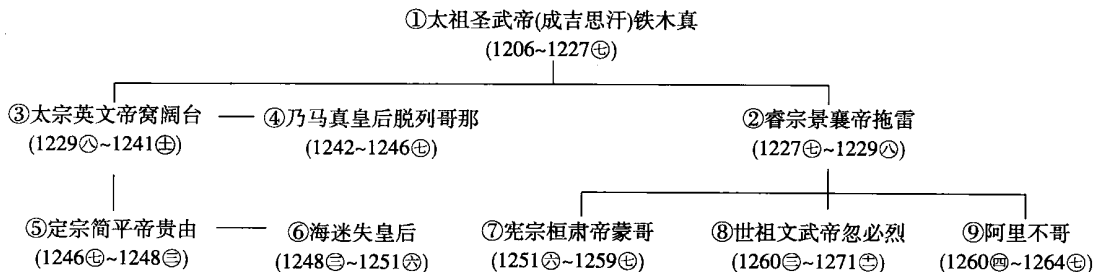 ①太祖圣武帝(成吉思汗)铁木真
(1206~1227㊆)
③太宗英文帝窝阔台
④乃马真皇后脱列哥那
②睿宗景襄帝拖雷
(1229㊇~1241㊏)
(1242~1246㊆)
(1227㊆~1229㊇)
⑤定宗简平帝贵由
⑥海迷失皇后
⑦宪宗桓肃帝蒙哥
⑧世祖文武帝忽必烈
⑨阿里不哥
(1246㊆~1248㊂)
(1248㊂~1251㊅)
(1251㊅~1259㊆)
(1260㊂~1271)
(1260㊃~1264㊆)